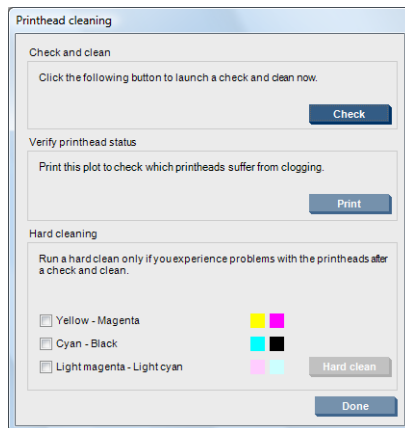 Printhead cleaning
Check and clean
Click the following button to launch a check and clean now.
Check
Verify printhead status
Print this plot to check which printheads suffer from clogging.
Print
Hard cleaning
Run a hard clean only if you experience problems with the printheads after
a check and clean.
Yellow - Magenta
Cyan - Black
Light magenta - Light cyan
Hard clean
Done